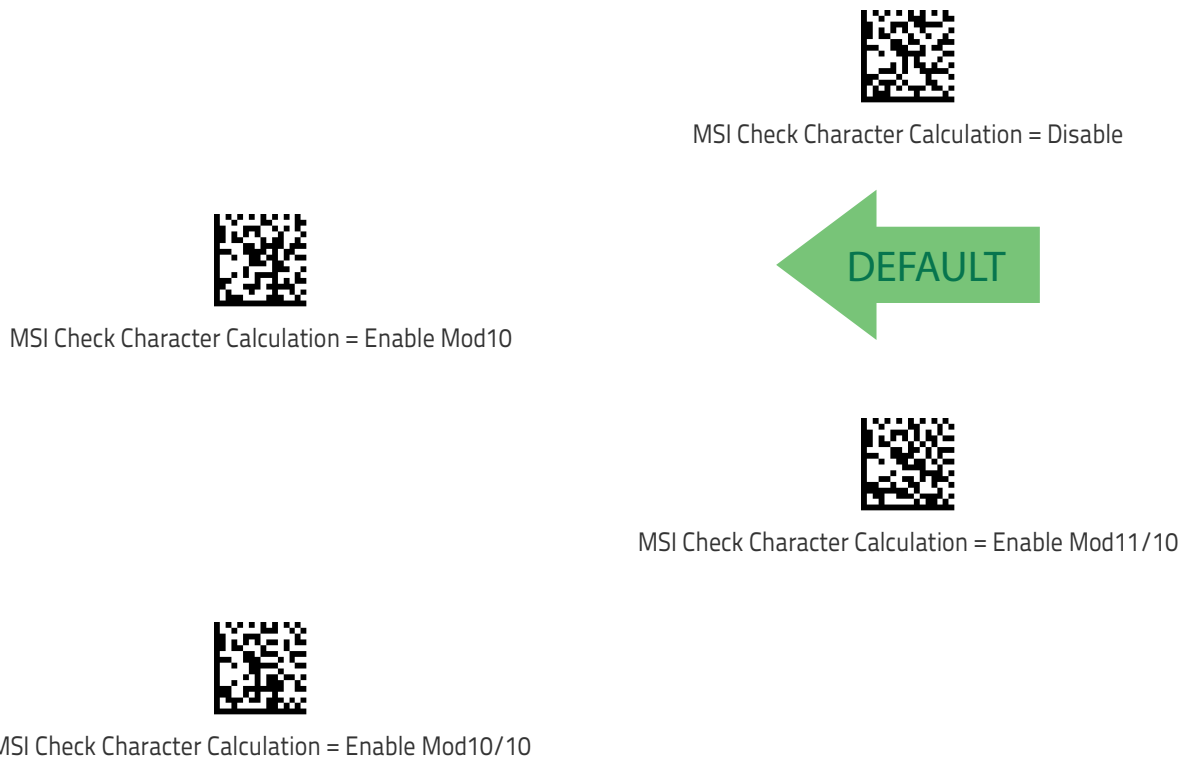 MSI Check Character Calculation = Disable
DEFAULT
MSI Check Character Calculation = Enable Mod10
MSI Check Character Calculation = Enable Mod11/10
MSI Check Character Calculation = Enable Mod10/10